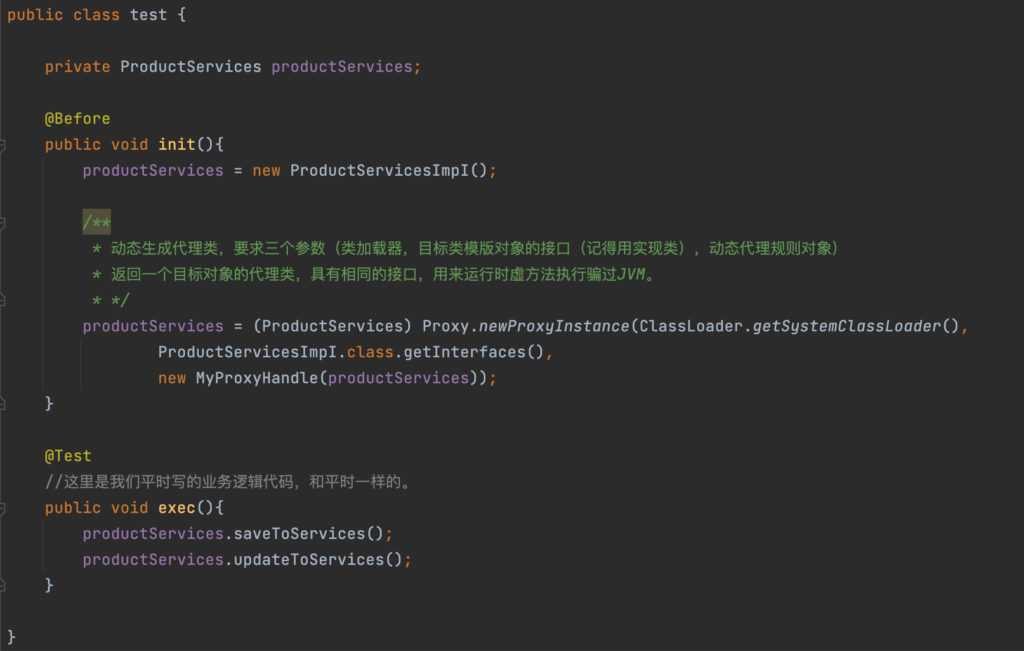 public class test {
private ProductServices productServices;
@Before
public void init(){
productServices = new ProductServicesImpI();
/**
* 动态生成代理类，要求三个参数（类加载器，目标类模版对象的接口（记得用实现类），动态代理规则对象）
* 返回一个目标对象的代理类，具有相同的接口，用来运行时虚方法执行骗过JVM。
* */
productServices = (ProductServices) Proxy.newProxyInstance(ClassLoader.getSystemClassLoader(),
ProductServicesImpI.class.getInterfaces(),
new MyProxyHandle(productServices));
}
@Test
//这里是我们平时写的业务逻辑代码，和平时一样的。
public void exec(){
productServices.saveToServices();
productServices.updateToServices();
}
}